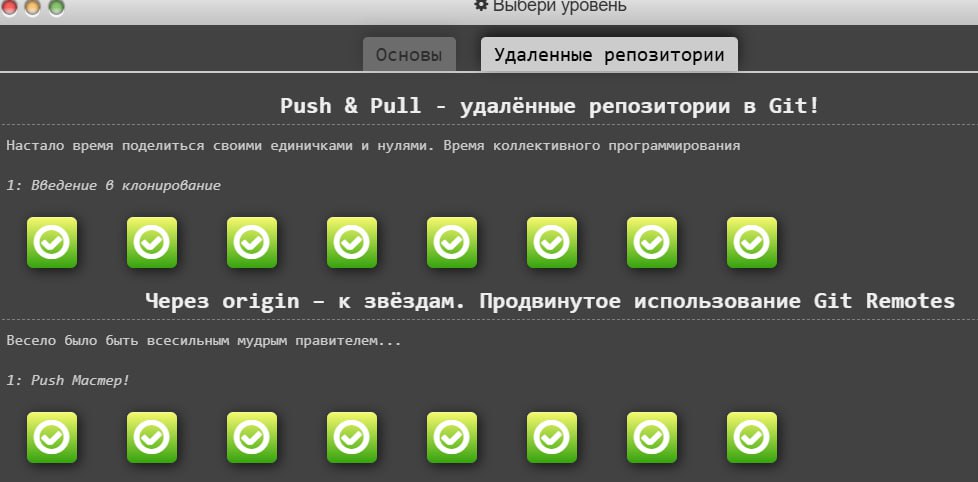 Выбери уровень
Основы
Удаленные репозитории
Push & Pull - удалённые репозитории в Git!
Настало время поделиться своими единичками и нулями. Время коллективного программирования
1: Введение в клонирование
Через origin – к звёздам. Продвинутое использование Git Remotes
Весело было быть всесильным мудрым правителем...
1: Push Мастер!